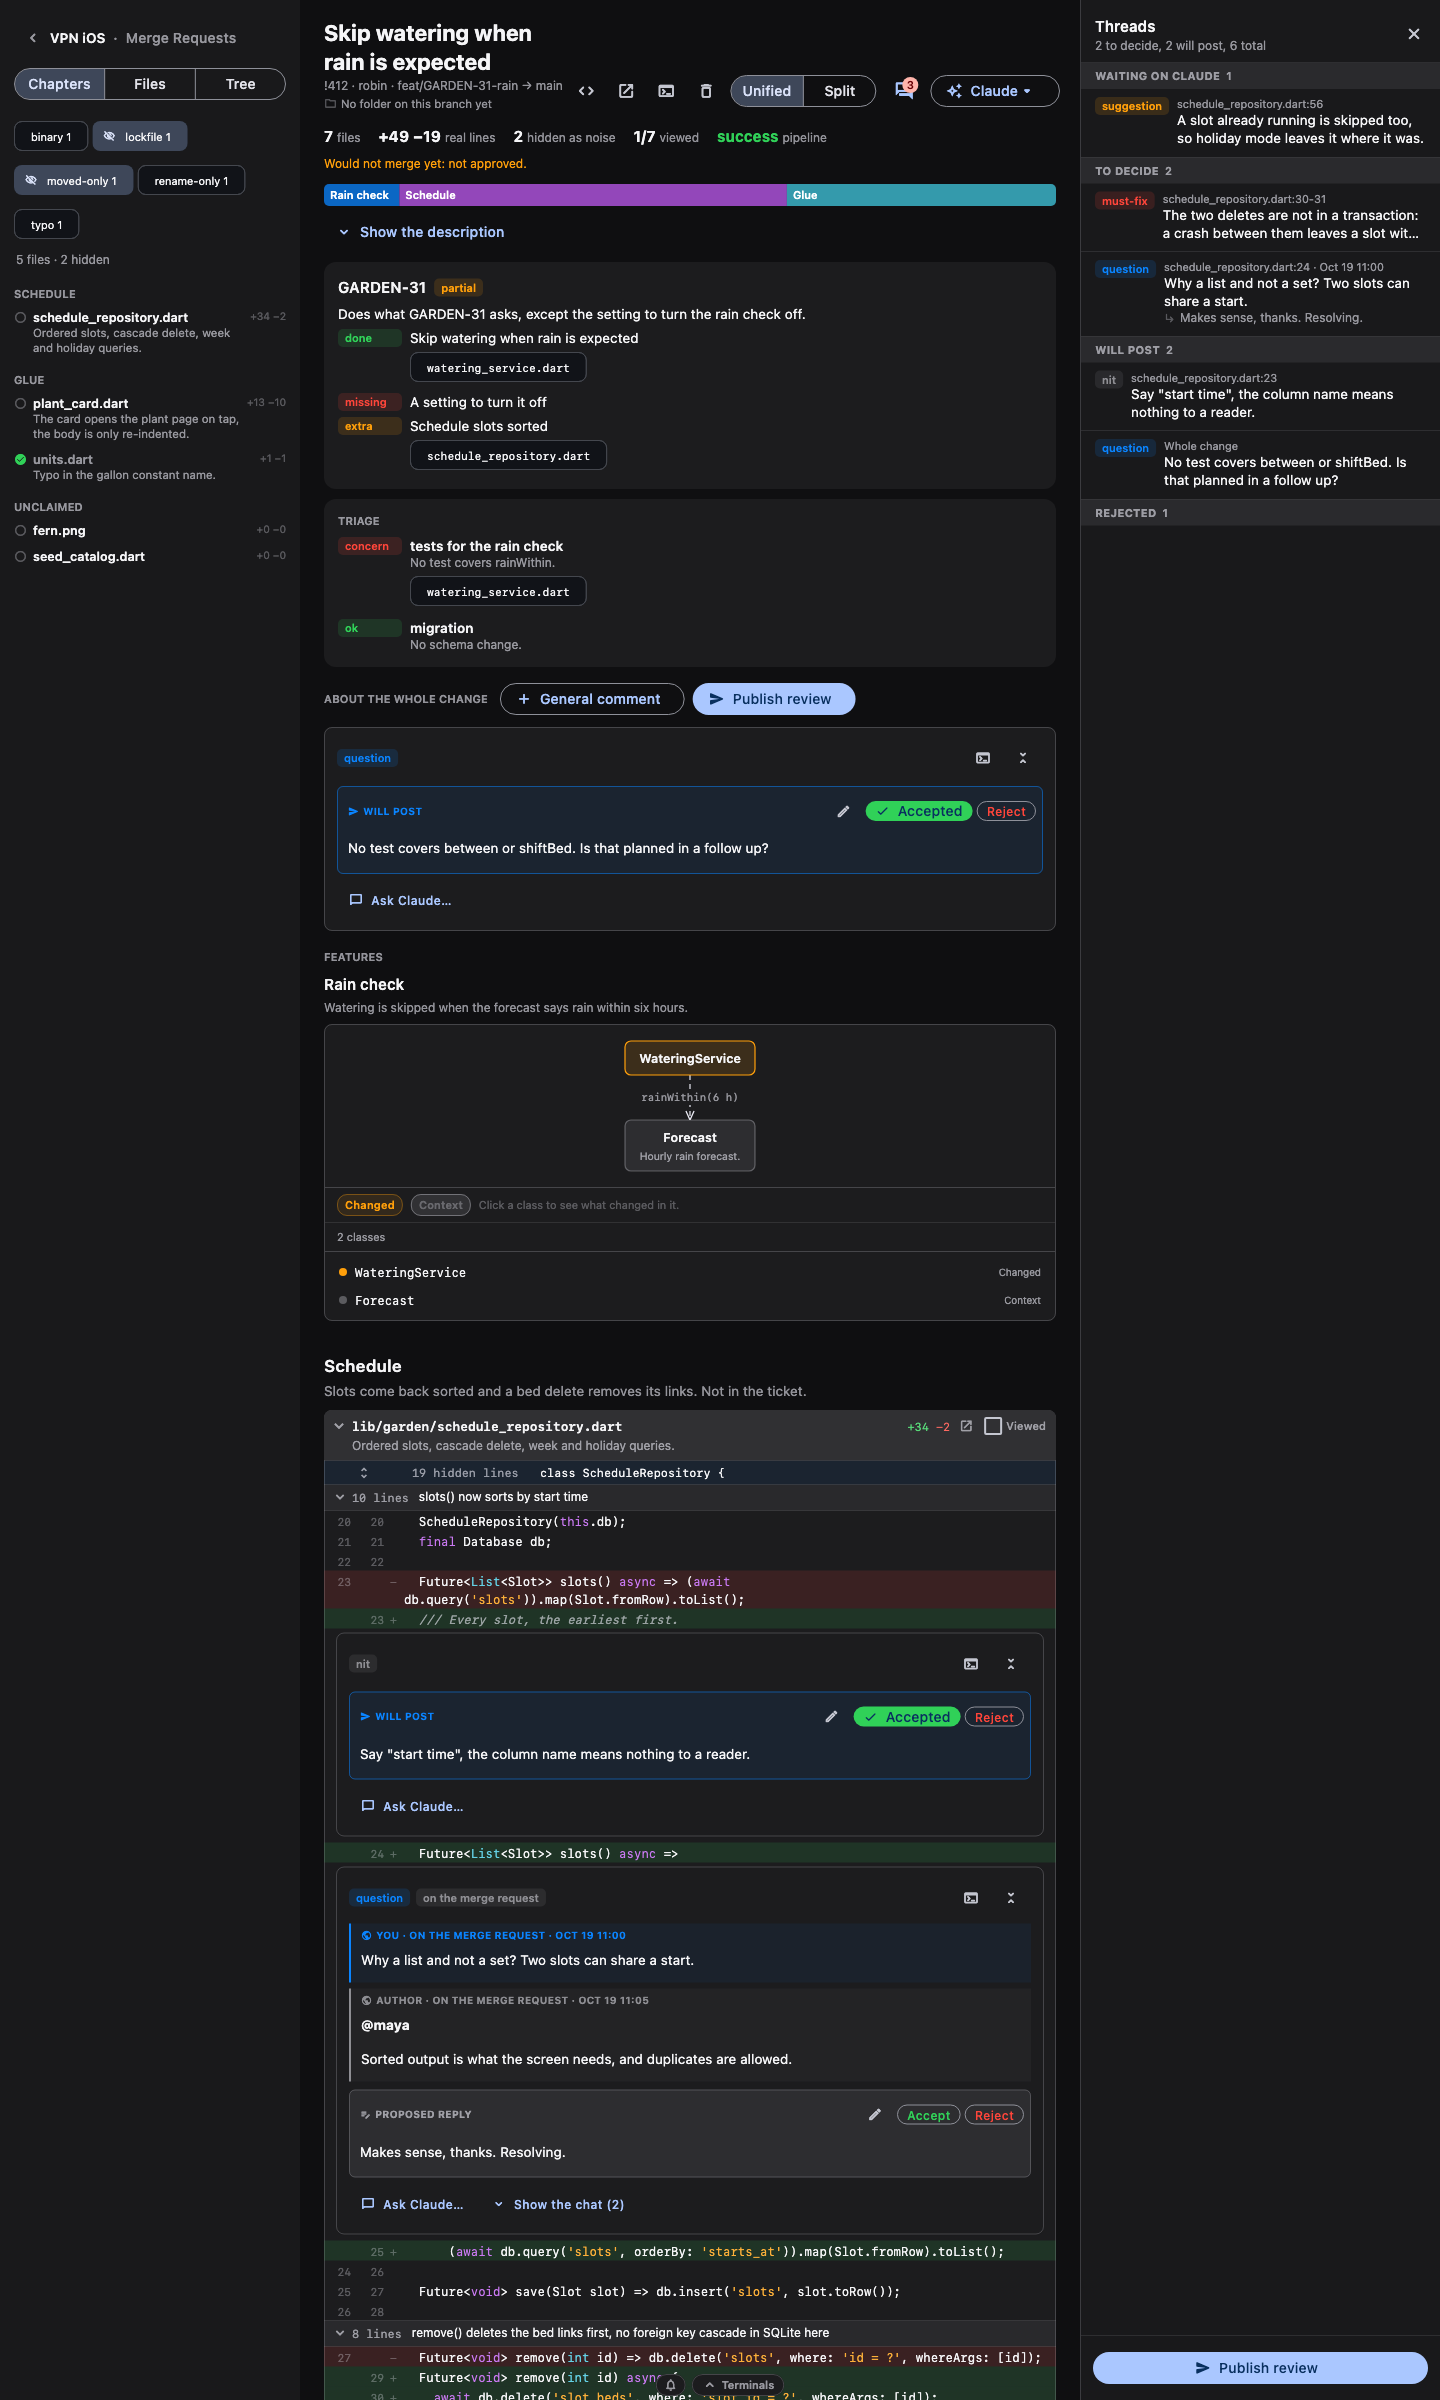 VPN iOS · Merge Requests
Chapters
Files
Tree
binary 1
lockfile 1
moved-only 1
rename-only 1
typo 1
5 files · 2 hidden
SCHEDULE
schedule_repository.dart
+34 −2
Ordered slots, cascade delete, week
and holiday queries.
GLUE
plant_card.dart
+13 −10
The card opens the plant page on tap,
the body is only re-indented.
units.dart
+1 −1
Typo in the gallon constant name.
UNCLAIMED
fern.png
+0 −0
seed_catalog.dart
+0 −0
Skip watering when
rain is expected
!412 · robin · feat/GARDEN-31-rain → main
No folder on this branch yet
Unified
Split
3
Claude
7 files
+49 −19 real lines
2 hidden as noise
1/7 viewed
success pipeline
Would not merge yet: not approved.
Rain check
Schedule
Glue
Show the description
GARDEN-31
partial
Does what GARDEN-31 asks, except the setting to turn the rain check off.
done
Skip watering when rain is expected
watering_service.dart
missing
A setting to turn it off
extra
Schedule slots sorted
schedule_repository.dart
TRIAGE
concern
tests for the rain check
No test covers rainWithin.
watering_service.dart
ok
migration
No schema change.
ABOUT THE WHOLE CHANGE
General comment
Publish review
question
WILL POST
Accepted
Reject
No test covers between or shiftBed. Is that planned in a follow up?
Ask Claude...
FEATURES
Rain check
Watering is skipped when the forecast says rain within six hours.
WateringService
rainWithin(6 h)
Forecast
Hourly rain forecast.
Changed
Context
Click a class to see what changed in it.
2 classes
WateringService
Changed
Forecast
Context
Schedule
Slots come back sorted and a bed delete removes its links. Not in the ticket.
lib/garden/schedule_repository.dart
+34 −2
Viewed
Ordered slots, cascade delete, week and holiday queries.
19 hidden lines class ScheduleRepository {
10 lines slots() now sorts by start time
20 20 ScheduleRepository(this.db);
21 21 final Database db;
22 22
23 − Future<List<Slot>> slots() async => (await
db.query('slots')).map(Slot.fromRow).toList();
23 + /// Every slot, the earliest first.
nit
WILL POST
Accepted
Reject
Say "start time", the column name means nothing to a reader.
Ask Claude...
24 + Future<List<Slot>> slots() async =>
question
on the merge request
YOU · ON THE MERGE REQUEST · OCT 19 11:00
Why a list and not a set? Two slots can share a start.
AUTHOR · ON THE MERGE REQUEST · OCT 19 11:05
@maya
Sorted output is what the screen needs, and duplicates are allowed.
PROPOSED REPLY
Accept
Reject
Makes sense, thanks. Resolving.
Ask Claude...
Show the chat (2)
25 + (await db.query('slots', orderBy: 'starts_at')).map(Slot.fromRow).toList();
24 26
25 27 Future<void> save(Slot slot) => db.insert('slots', slot.toRow());
26 28
8 lines remove() deletes the bed links first, no foreign key cascade in SQLite here
27 − Future<void> remove(int id) => db.delete('slots', where: 'id = ?', whereArgs: [id]);
29 + Future<void> remove(int id) async {
30 + await db.delete('slot_beds', where: 'slot_id = ?', whereArgs: [id]);
Terminals
Threads
2 to decide, 2 will post, 6 total
WAITING ON CLAUDE 1
suggestion
schedule_repository.dart:56
A slot already running is skipped too,
so holiday mode leaves it where it was.
TO DECIDE 2
must-fix
schedule_repository.dart:30-31
The two deletes are not in a transaction:
a crash between them leaves a slot wit...
question
schedule_repository.dart:24 · Oct 19 11:00
Why a list and not a set? Two slots can
share a start.
Makes sense, thanks. Resolving.
WILL POST 2
nit
schedule_repository.dart:23
Say "start time", the column name means
nothing to a reader.
question
Whole change
No test covers between or shiftBed. Is
that planned in a follow up?
REJECTED 1
Publish review